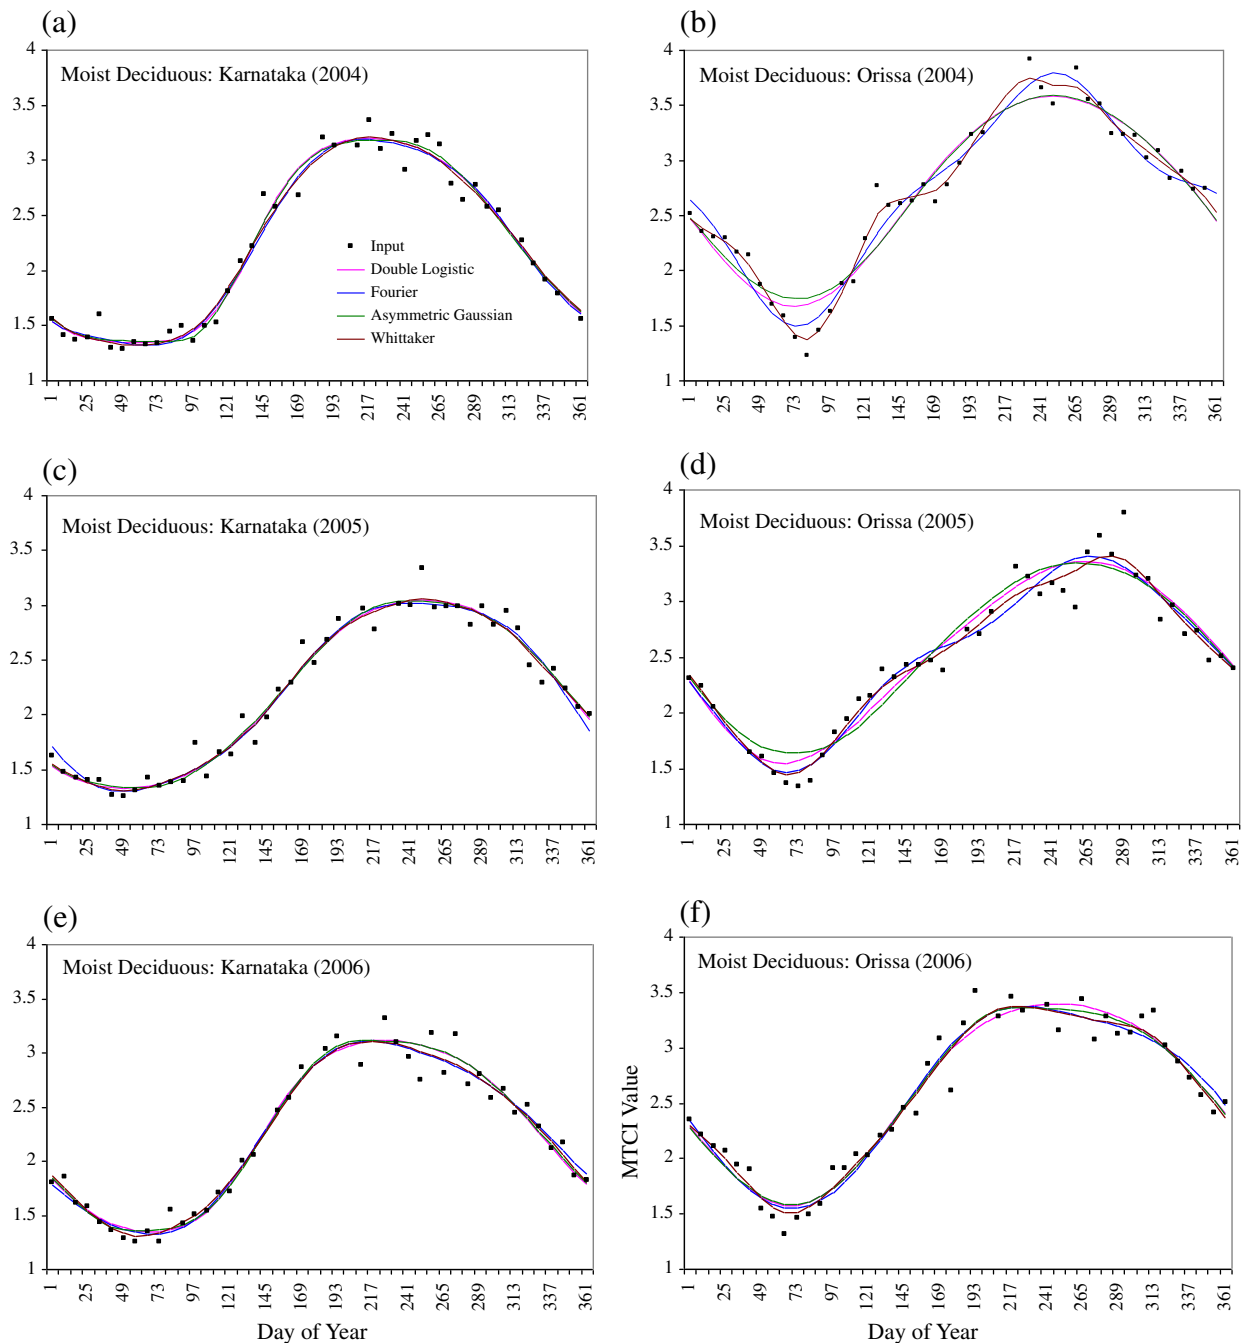 (a)
4
3.5
3
2.5
2
1.5
1
Moist Deciduous: Karnataka (2004)
Input
Double Logistic
Fourier
Asymmetric Gaussian
Whittaker
1 25 49 73 97 121 145 169 193 217 241 265 289 313 337 361
(b)
4
3.5
3
2.5
2
1.5
1
Moist Deciduous: Orissa (2004)
1 25 49 73 97 121 145 169 193 217 241 265 289 313 337 361
(c)
4
3.5
3
2.5
2
1.5
1
Moist Deciduous: Karnataka (2005)
1 25 49 73 97 121 145 169 193 217 241 265 289 313 337 361
(d)
4
3.5
3
2.5
2
1.5
1
Moist Deciduous: Orissa (2005)
1 25 49 73 97 121 145 169 193 217 241 265 289 313 337 361
(e)
4
3.5
3
2.5
2
1.5
1
Moist Deciduous: Karnataka (2006)
1 25 49 73 97 121 145 169 193 217 241 265 289 313 337 361
Day of Year
(f)
4
3.5
3
2.5
2
1.5
1
MTCI Value
Moist Deciduous: Orissa (2006)
1 25 49 73 97 121 145 169 193 217 241 265 289 313 337 361
Day of Year